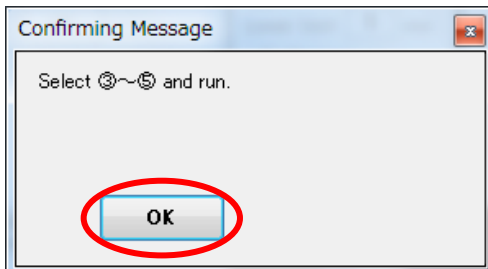 Confirming Message
Select ③～⑤ and run.
OK